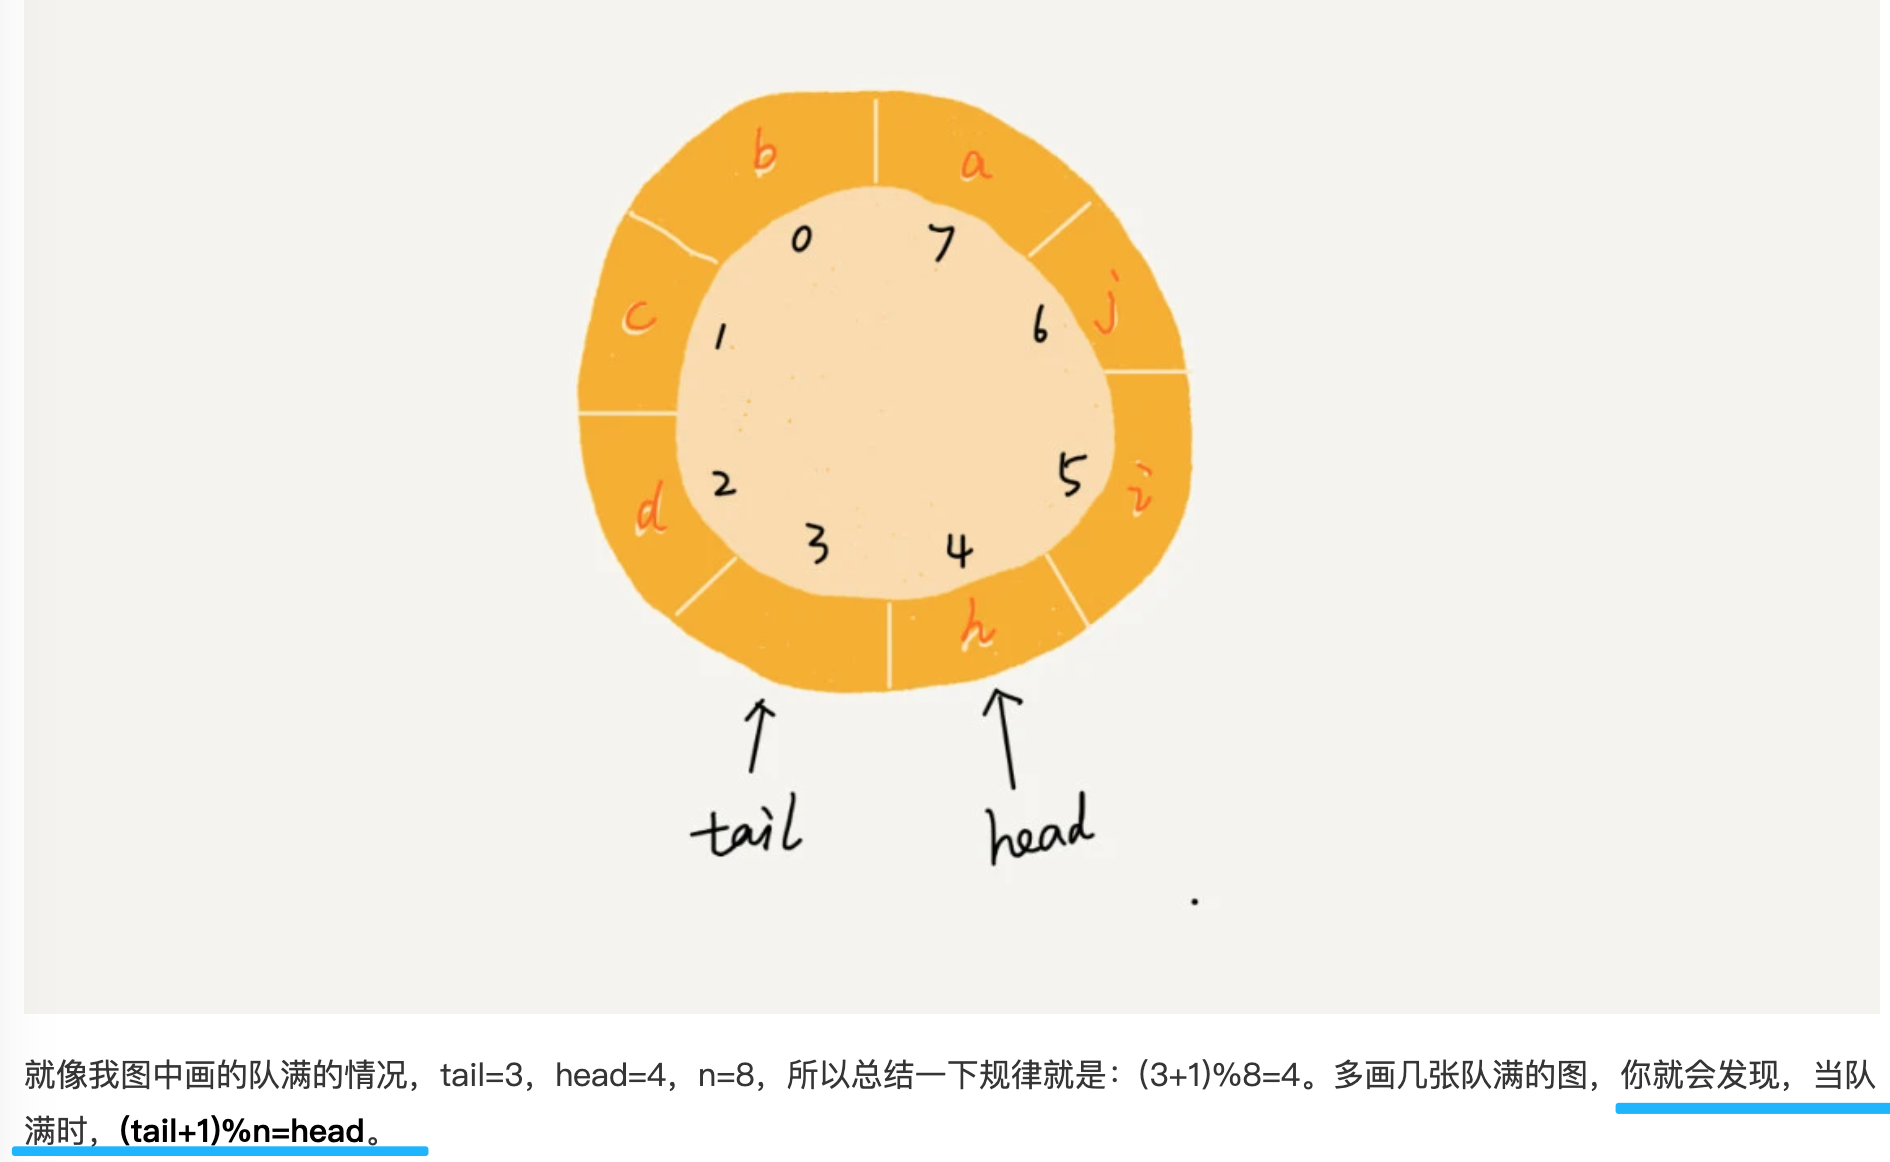 b
a
0
7
c
j
1
6
d
2
5
i
3
4
h
tail
head
就像我图中画的队满的情况，tail=3，head=4，n=8，所以总结一下规律就是：(3+1)%8=4。多画几张队满的图，你就会发现，当队
满时，(tail+1)%n=head。